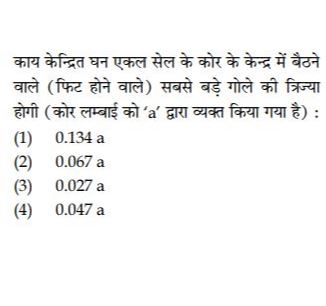 काय केन्द्रित घन एकल सेल के कोर के केन्द्र में बैठने
वाले (फिट होने वाले) सबसे बड़े गोले की त्रिज्या
होगी (कोर लम्बाई को ‘a’ द्वारा व्यक्त किया गया है) :
(1) 0.134 a
(2) 0.067 a
(3) 0.027 a
(4) 0.047 a